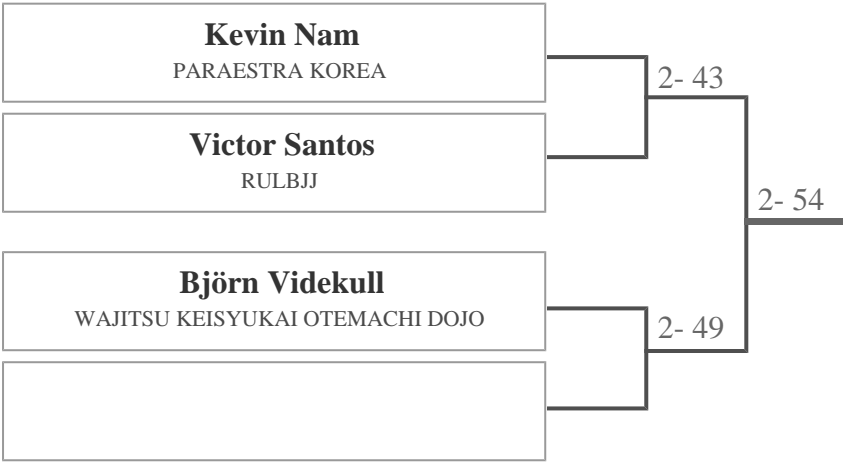 Kevin Nam
PARAESTRA KOREA
2- 43
Victor Santos
RULBJJ
2- 54
Björn Videkull
WAJITSU KEISYUKAI OTEMACHI DOJO
2- 49